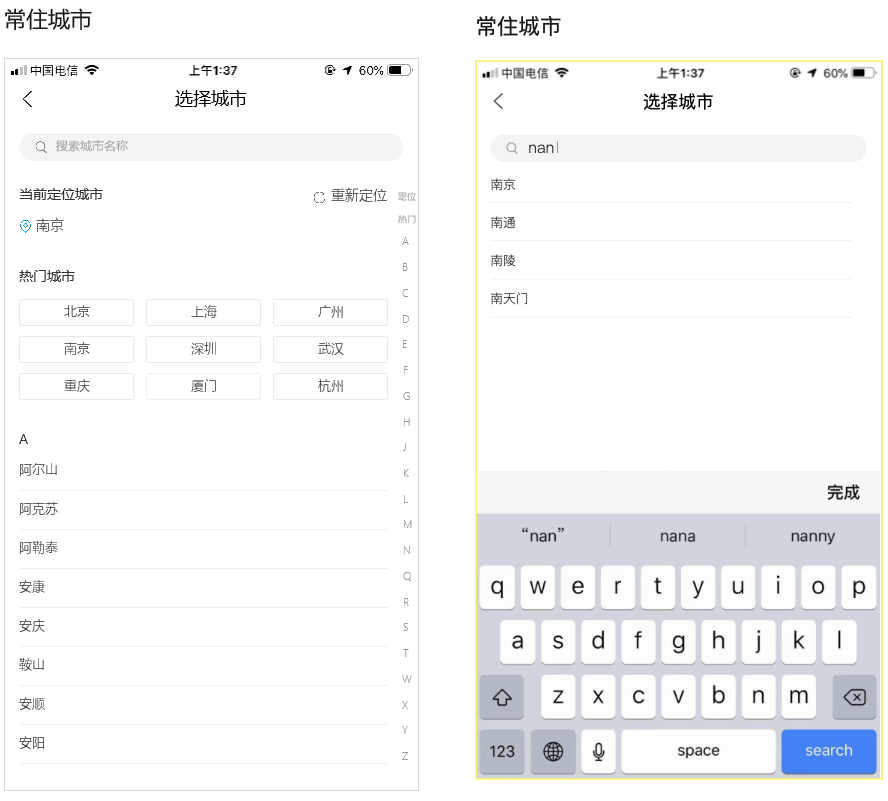 常住城市
中国电信 上午1:37 60%
选择城市
搜索城市名称
当前定位城市 重新定位
南京
热门城市
北京 上海 广州
南京 深圳 武汉
重庆 厦门 杭州
A
阿尔山
阿克苏
阿勒泰
安康
安庆
鞍山
安顺
安阳
定位
热门
A
B
C
D
E
F
G
H
J
K
L
M
N
Q
R
S
T
W
X
Y
Z
常住城市
中国电信 上午1:37 60%
选择城市
nan
南京
南通
南陵
南天门
完成
“nan” nana nanny
q w e r t y u i o p
a s d f g h j k l
z x c v b n m
123 space search